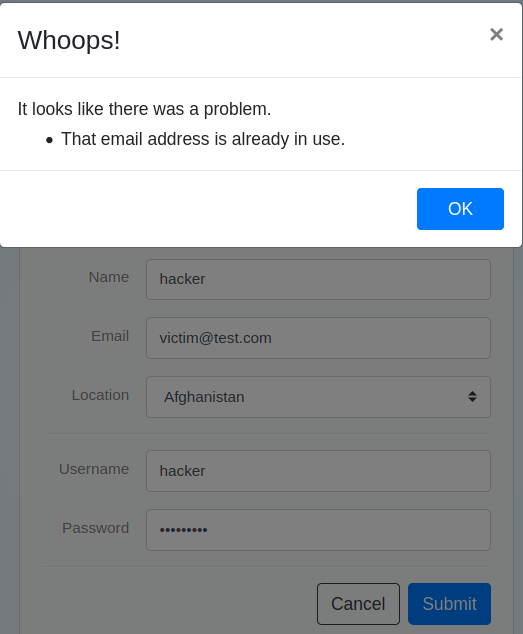 Whoops!
×
It looks like there was a problem.
• That email address is already in use.
OK
Name
hacker
Email
victim@test.com
Location
Afghanistan
Username
hacker
Password
•••••••••
Cancel
Submit